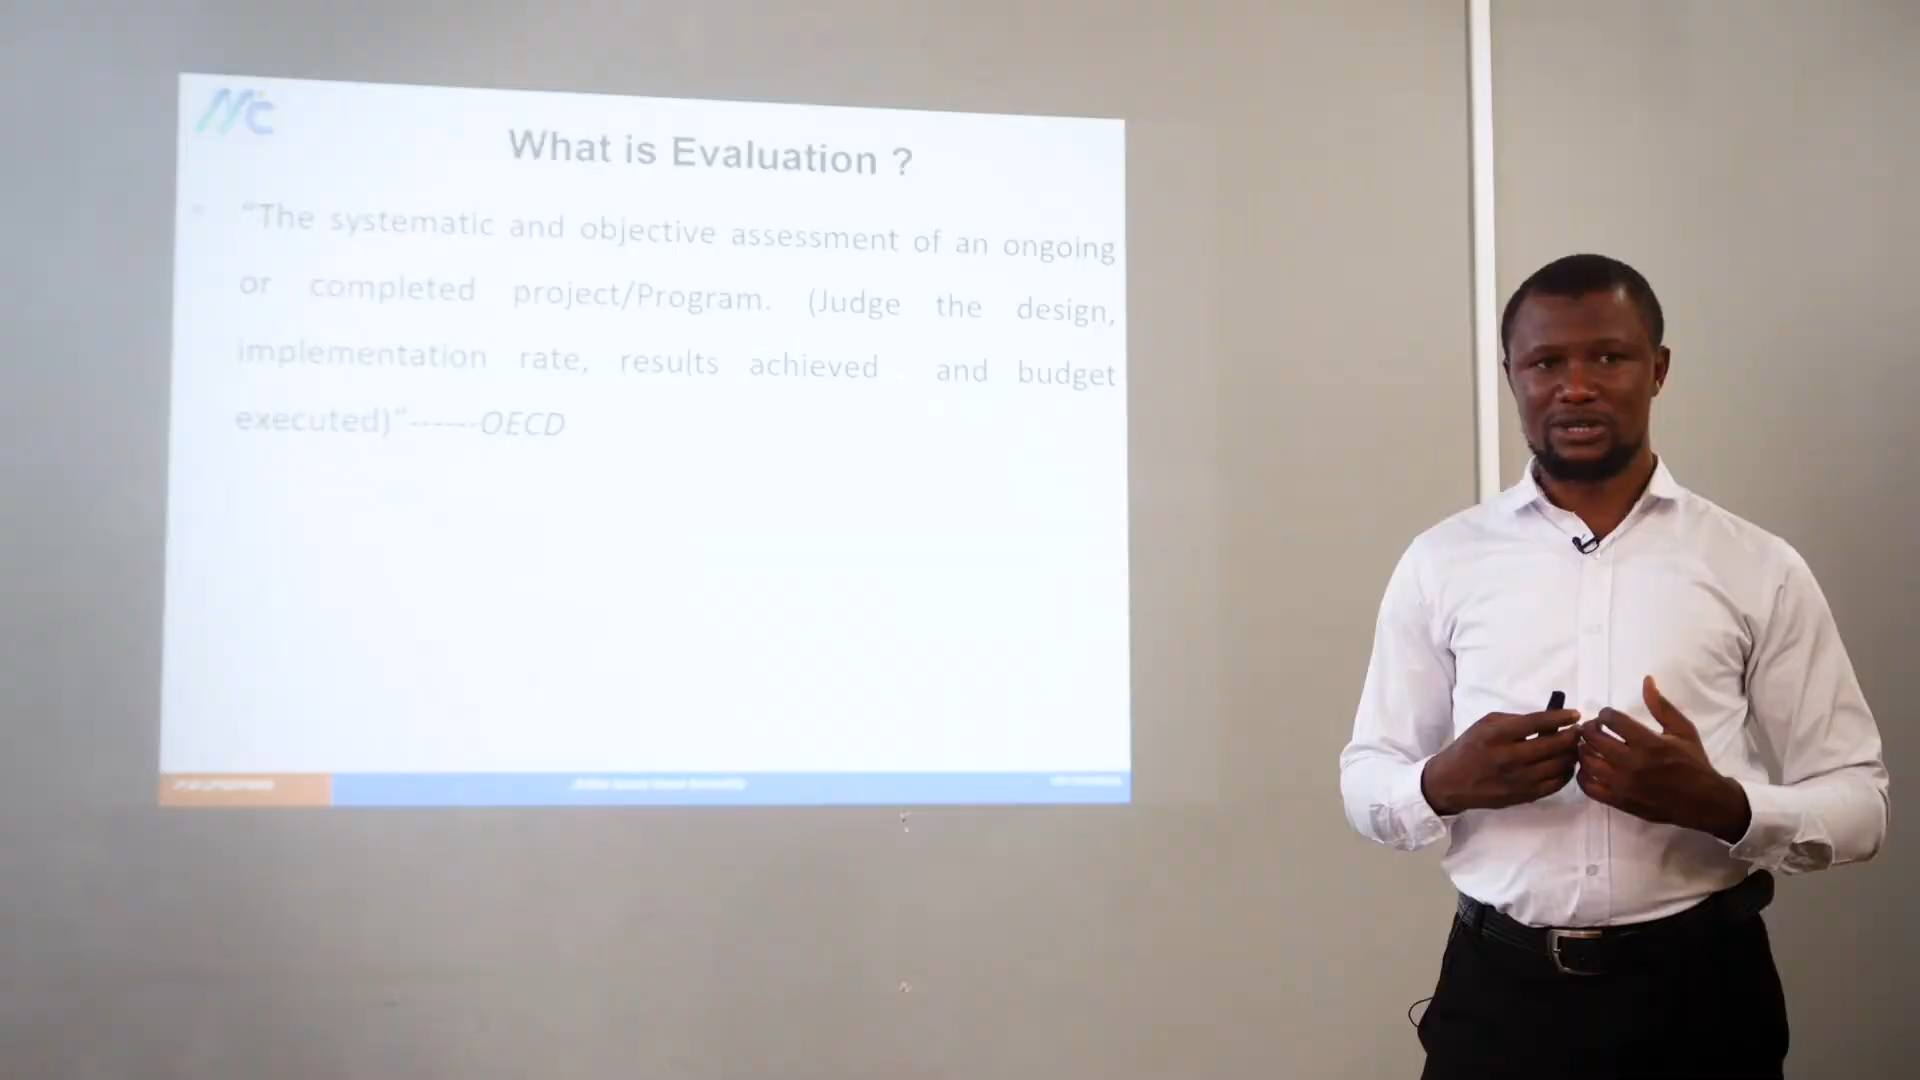 What is Evaluation ?
• "The systematic and objective assessment of an ongoing
or completed project/Program. (Judge the design,
implementation rate, results achieved . and budget
executed)"------OECD